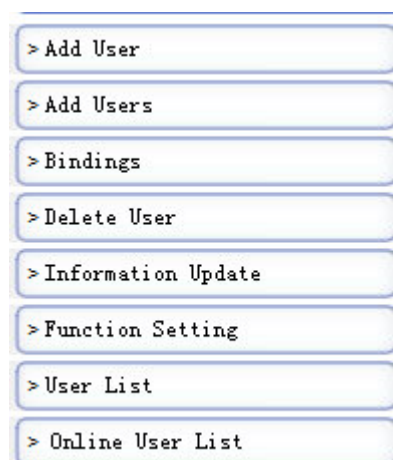 > Add User
> Add Users
> Bindings
> Delete User
> Information Update
> Function Setting
> User List
> Online User List